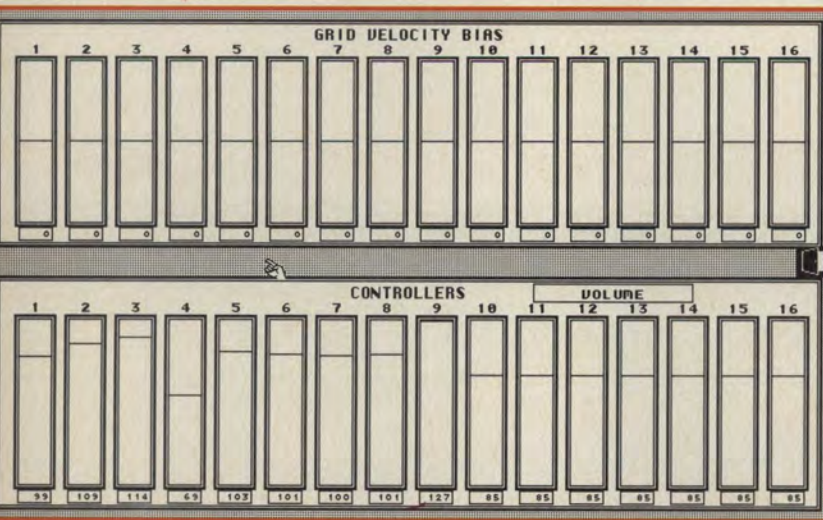 GRID VELOCITY BIAS
1 2 3 4 5 6 7 8 9 10 11 12 13 14 15 16
0 0 0 0 0 0 0 0 0 0 0 0 0 0 0 0
CONTROLLERS VOLUME
1 2 3 4 5 6 7 8 9 10 11 12 13 14 15 16
99 109 114 69 103 101 100 101 127 85 85 85 85 85 85 85